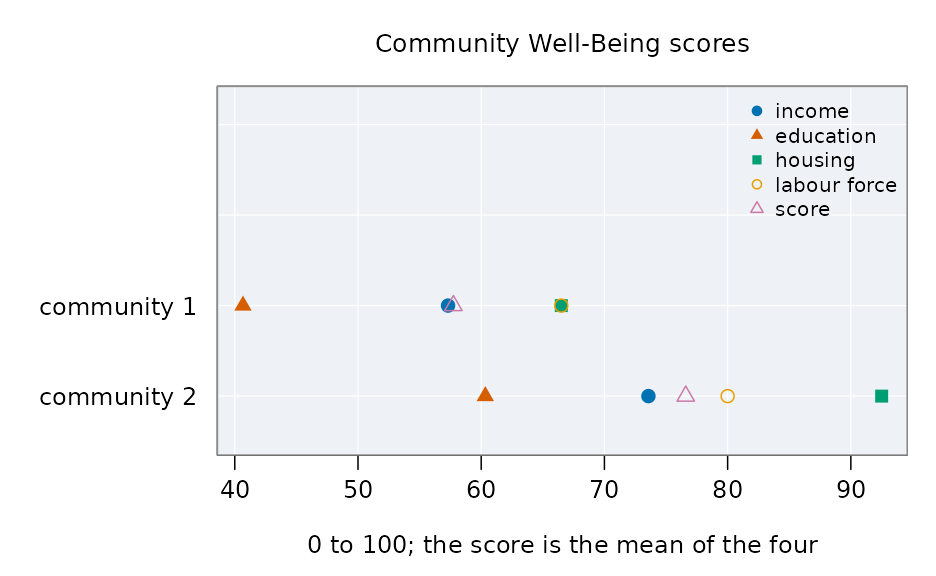 Community Well-Being scores
income
education
housing
labour force
score
community 1
community 2
40 50 60 70 80 90
0 to 100; the score is the mean of the four